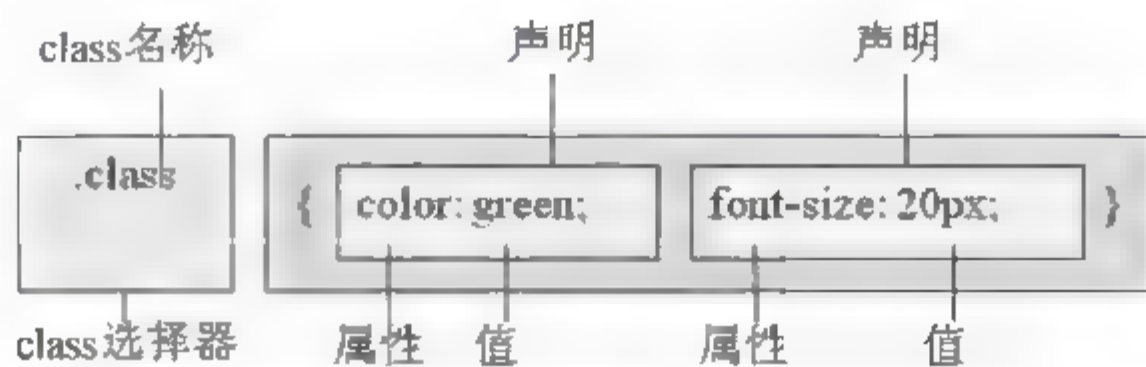 class名称 声明 声明
.class { color: green; font-size: 20px; }
class选择器 属性 值 属性 值